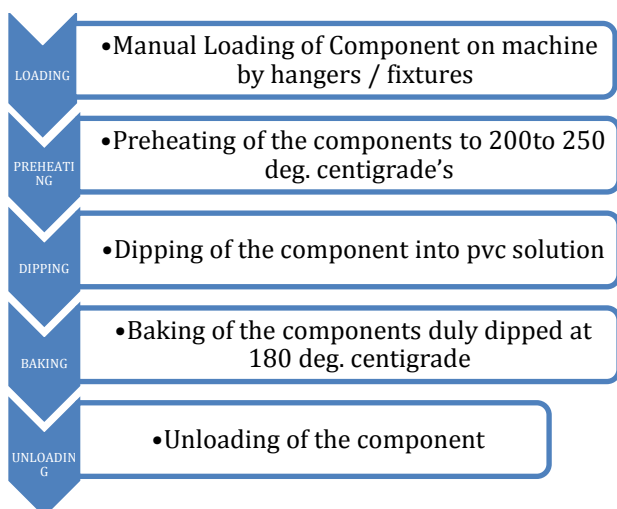 LOADING
•Manual Loading of Component on machine
by hangers / fixtures
PREHEATI
NG
•Preheating of the components to 200to 250
deg. centigrade’s
DIPPING
•Dipping of the component into pvc solution
BAKING
•Baking of the components duly dipped at
180 deg. centigrade
UNLOADIN
G
•Unloading of the component